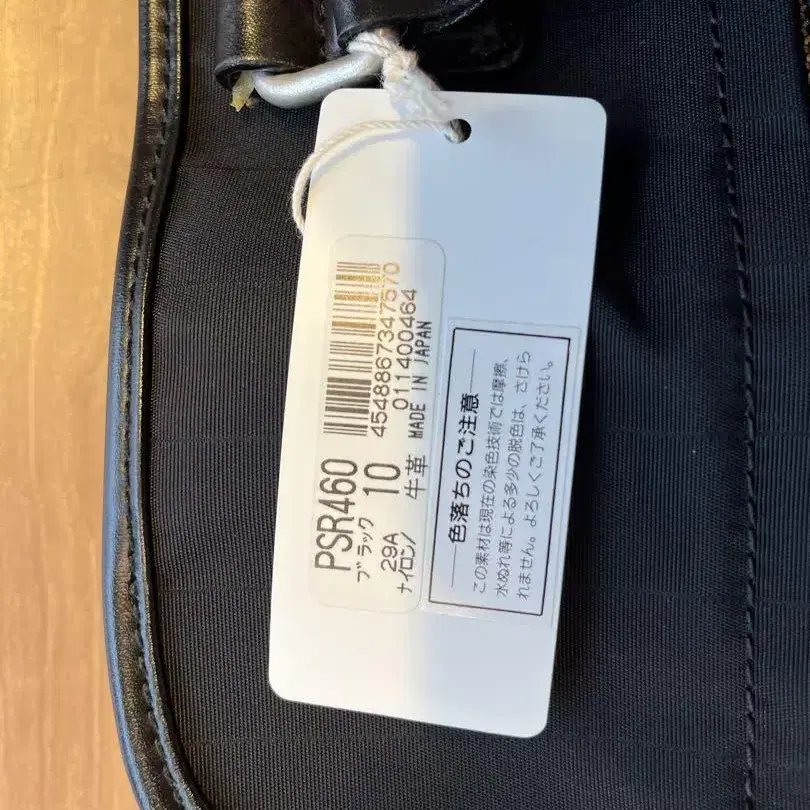 PSR460
ブラック
29A 10
ナイロン/ 牛革
4548867347570
011400464
MADE IN JAPAN
色落ちのご注意
この素材は現在の染色技術では摩擦、
水ぬれ等による多少の脱色は、さけら
れません。よろしくご了承ください。